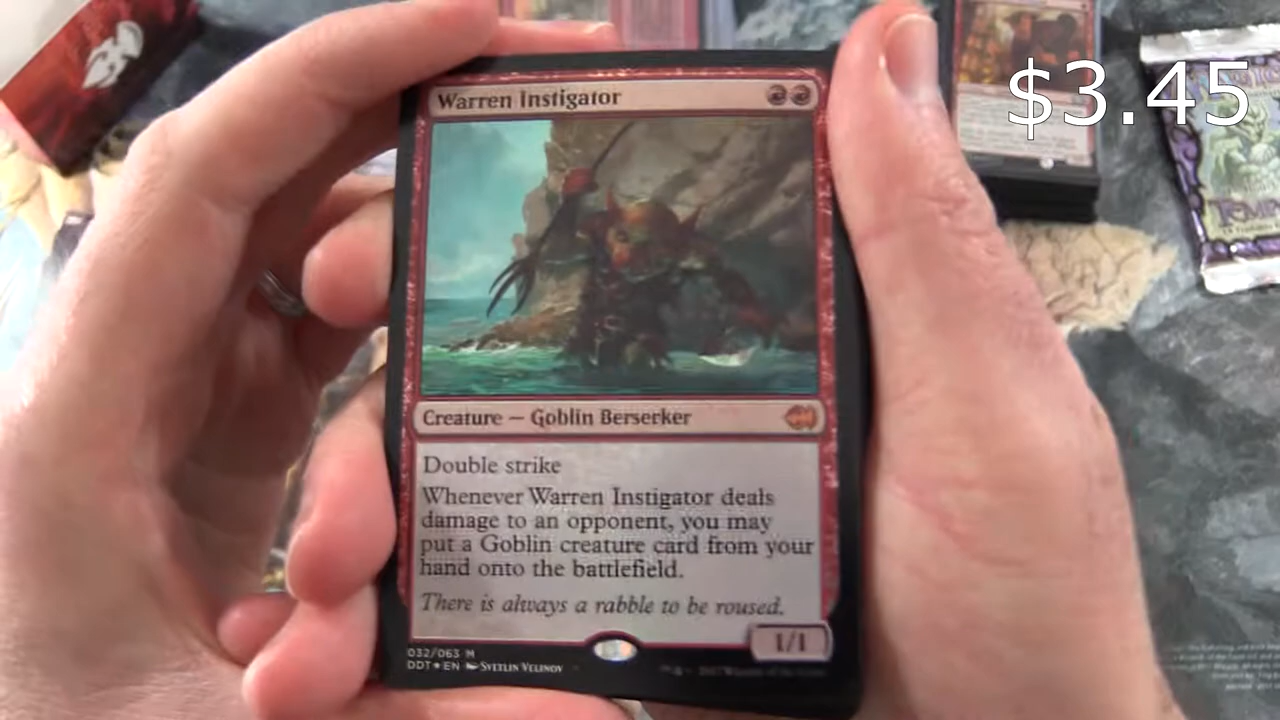 $3.45
Warren Instigator
Creature — Goblin Berserker
Double strike
Whenever Warren Instigator deals
damage to an opponent, you may
put a Goblin creature card from your
hand onto the battlefield.
There is always a rabble to be roused.
1/1
032/063 M
DDT★EN Svetlin Velinov